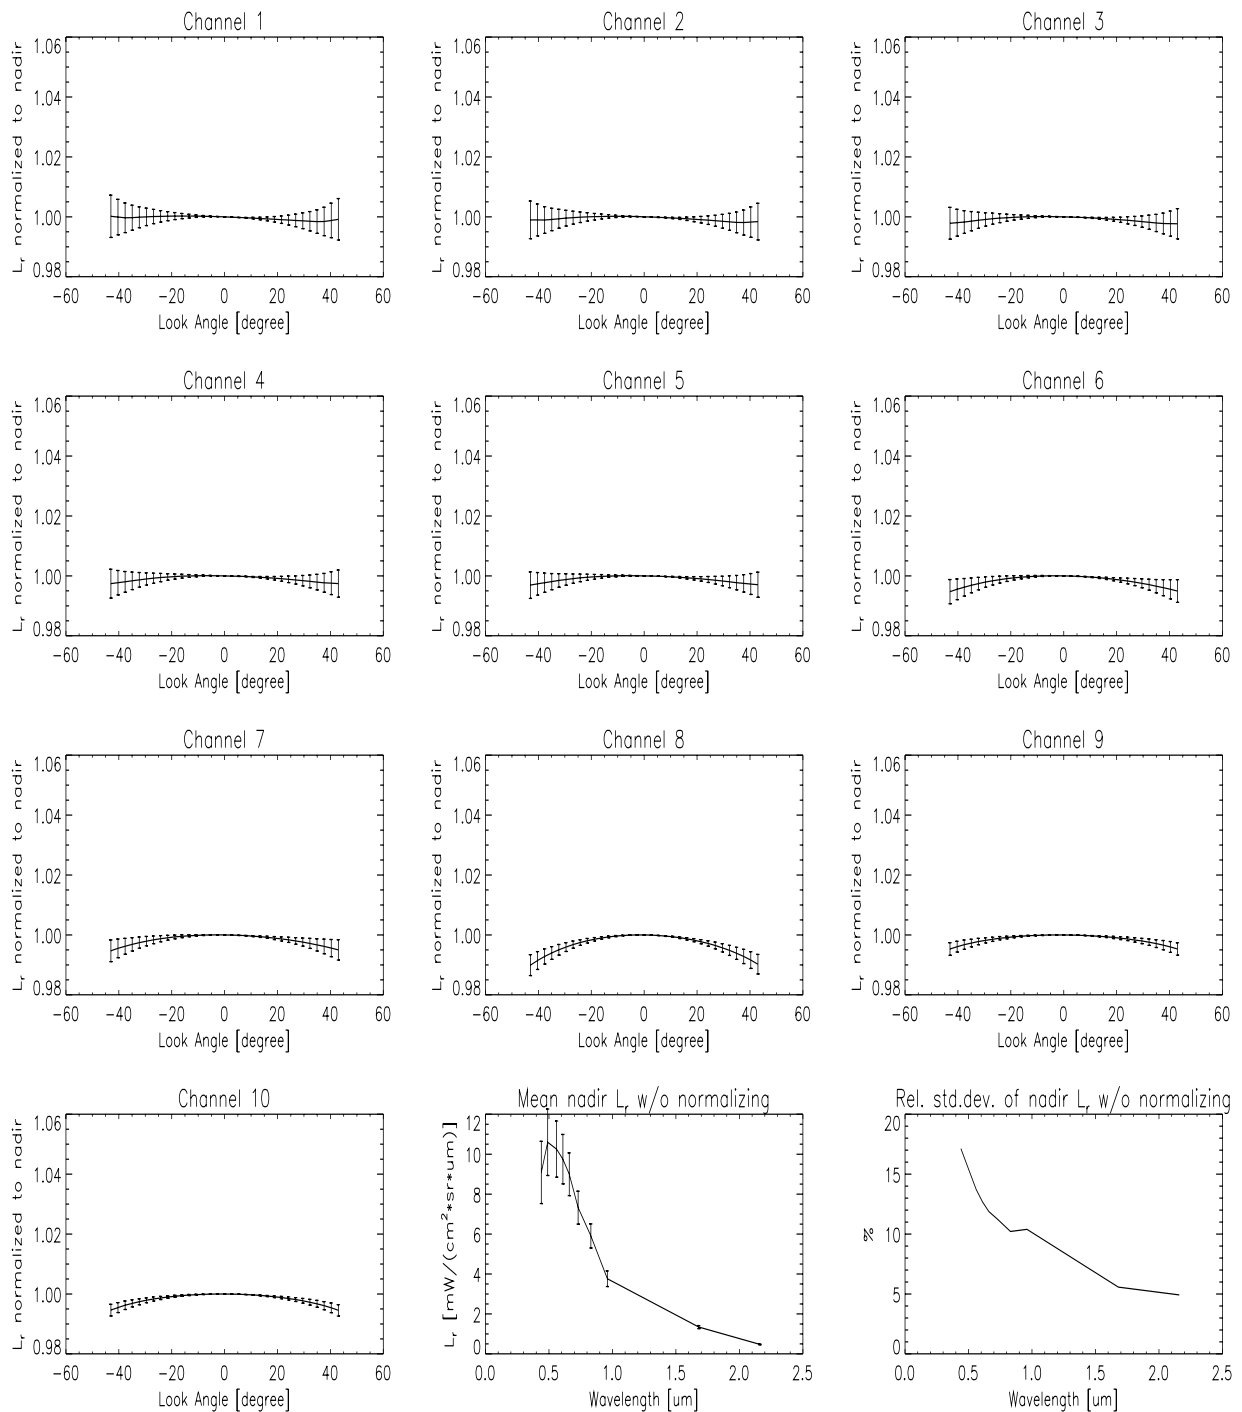 Channel 1
Channel 2
Channel 3
1.06
1.04
1.02
1.00
0.98
L_r normalized to nadir
-60 -40 -20 0 20 40 60
Look Angle [degree]
1.06
1.04
1.02
1.00
0.98
L_r normalized to nadir
-60 -40 -20 0 20 40 60
Look Angle [degree]
1.06
1.04
1.02
1.00
0.98
L_r normalized to nadir
-60 -40 -20 0 20 40 60
Look Angle [degree]
Channel 4
Channel 5
Channel 6
1.06
1.04
1.02
1.00
0.98
L_r normalized to nadir
-60 -40 -20 0 20 40 60
Look Angle [degree]
1.06
1.04
1.02
1.00
0.98
L_r normalized to nadir
-60 -40 -20 0 20 40 60
Look Angle [degree]
1.06
1.04
1.02
1.00
0.98
L_r normalized to nadir
-60 -40 -20 0 20 40 60
Look Angle [degree]
Channel 7
Channel 8
Channel 9
1.06
1.04
1.02
1.00
0.98
L_r normalized to nadir
-60 -40 -20 0 20 40 60
Look Angle [degree]
1.06
1.04
1.02
1.00
0.98
L_r normalized to nadir
-60 -40 -20 0 20 40 60
Look Angle [degree]
1.06
1.04
1.02
1.00
0.98
L_r normalized to nadir
-60 -40 -20 0 20 40 60
Look Angle [degree]
Channel 10
Mean nadir L_r w/o normalizing
Rel. std.dev. of nadir L_r w/o normalizing
1.06
1.04
1.02
1.00
0.98
L_r normalized to nadir
-60 -40 -20 0 20 40 60
Look Angle [degree]
12
10
8
6
4
2
0
L_r [mW/(cm²*sr*um)]
0.0 0.5 1.0 1.5 2.0 2.5
Wavelength [um]
20
15
10
5
0
%
0.0 0.5 1.0 1.5 2.0 2.5
Wavelength [um]